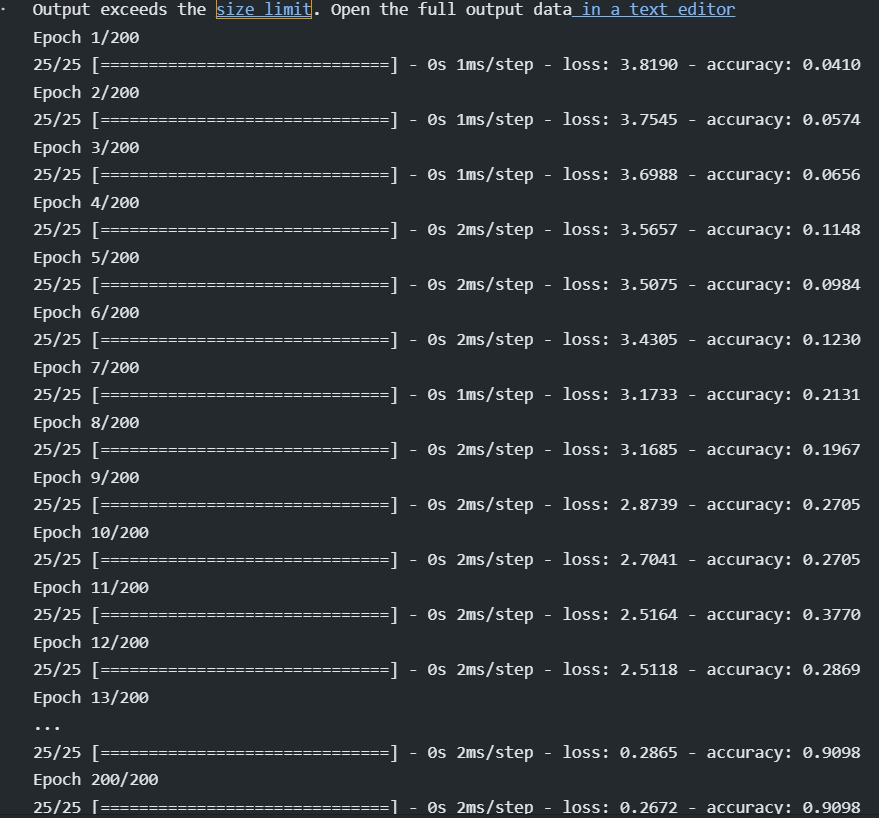 Output exceeds the size limit. Open the full output data in a text editor
Epoch 1/200
25/25 [==============================] - 0s 1ms/step - loss: 3.8190 - accuracy: 0.0410
Epoch 2/200
25/25 [==============================] - 0s 1ms/step - loss: 3.7545 - accuracy: 0.0574
Epoch 3/200
25/25 [==============================] - 0s 1ms/step - loss: 3.6988 - accuracy: 0.0656
Epoch 4/200
25/25 [==============================] - 0s 2ms/step - loss: 3.5657 - accuracy: 0.1148
Epoch 5/200
25/25 [==============================] - 0s 2ms/step - loss: 3.5075 - accuracy: 0.0984
Epoch 6/200
25/25 [==============================] - 0s 2ms/step - loss: 3.4305 - accuracy: 0.1230
Epoch 7/200
25/25 [==============================] - 0s 1ms/step - loss: 3.1733 - accuracy: 0.2131
Epoch 8/200
25/25 [==============================] - 0s 2ms/step - loss: 3.1685 - accuracy: 0.1967
Epoch 9/200
25/25 [==============================] - 0s 2ms/step - loss: 2.8739 - accuracy: 0.2705
Epoch 10/200
25/25 [==============================] - 0s 2ms/step - loss: 2.7041 - accuracy: 0.2705
Epoch 11/200
25/25 [==============================] - 0s 2ms/step - loss: 2.5164 - accuracy: 0.3770
Epoch 12/200
25/25 [==============================] - 0s 2ms/step - loss: 2.5118 - accuracy: 0.2869
Epoch 13/200
...
25/25 [==============================] - 0s 2ms/step - loss: 0.2865 - accuracy: 0.9098
Epoch 200/200
25/25 [==============================] - 0s 2ms/step - loss: 0.2672 - accuracy: 0.9098